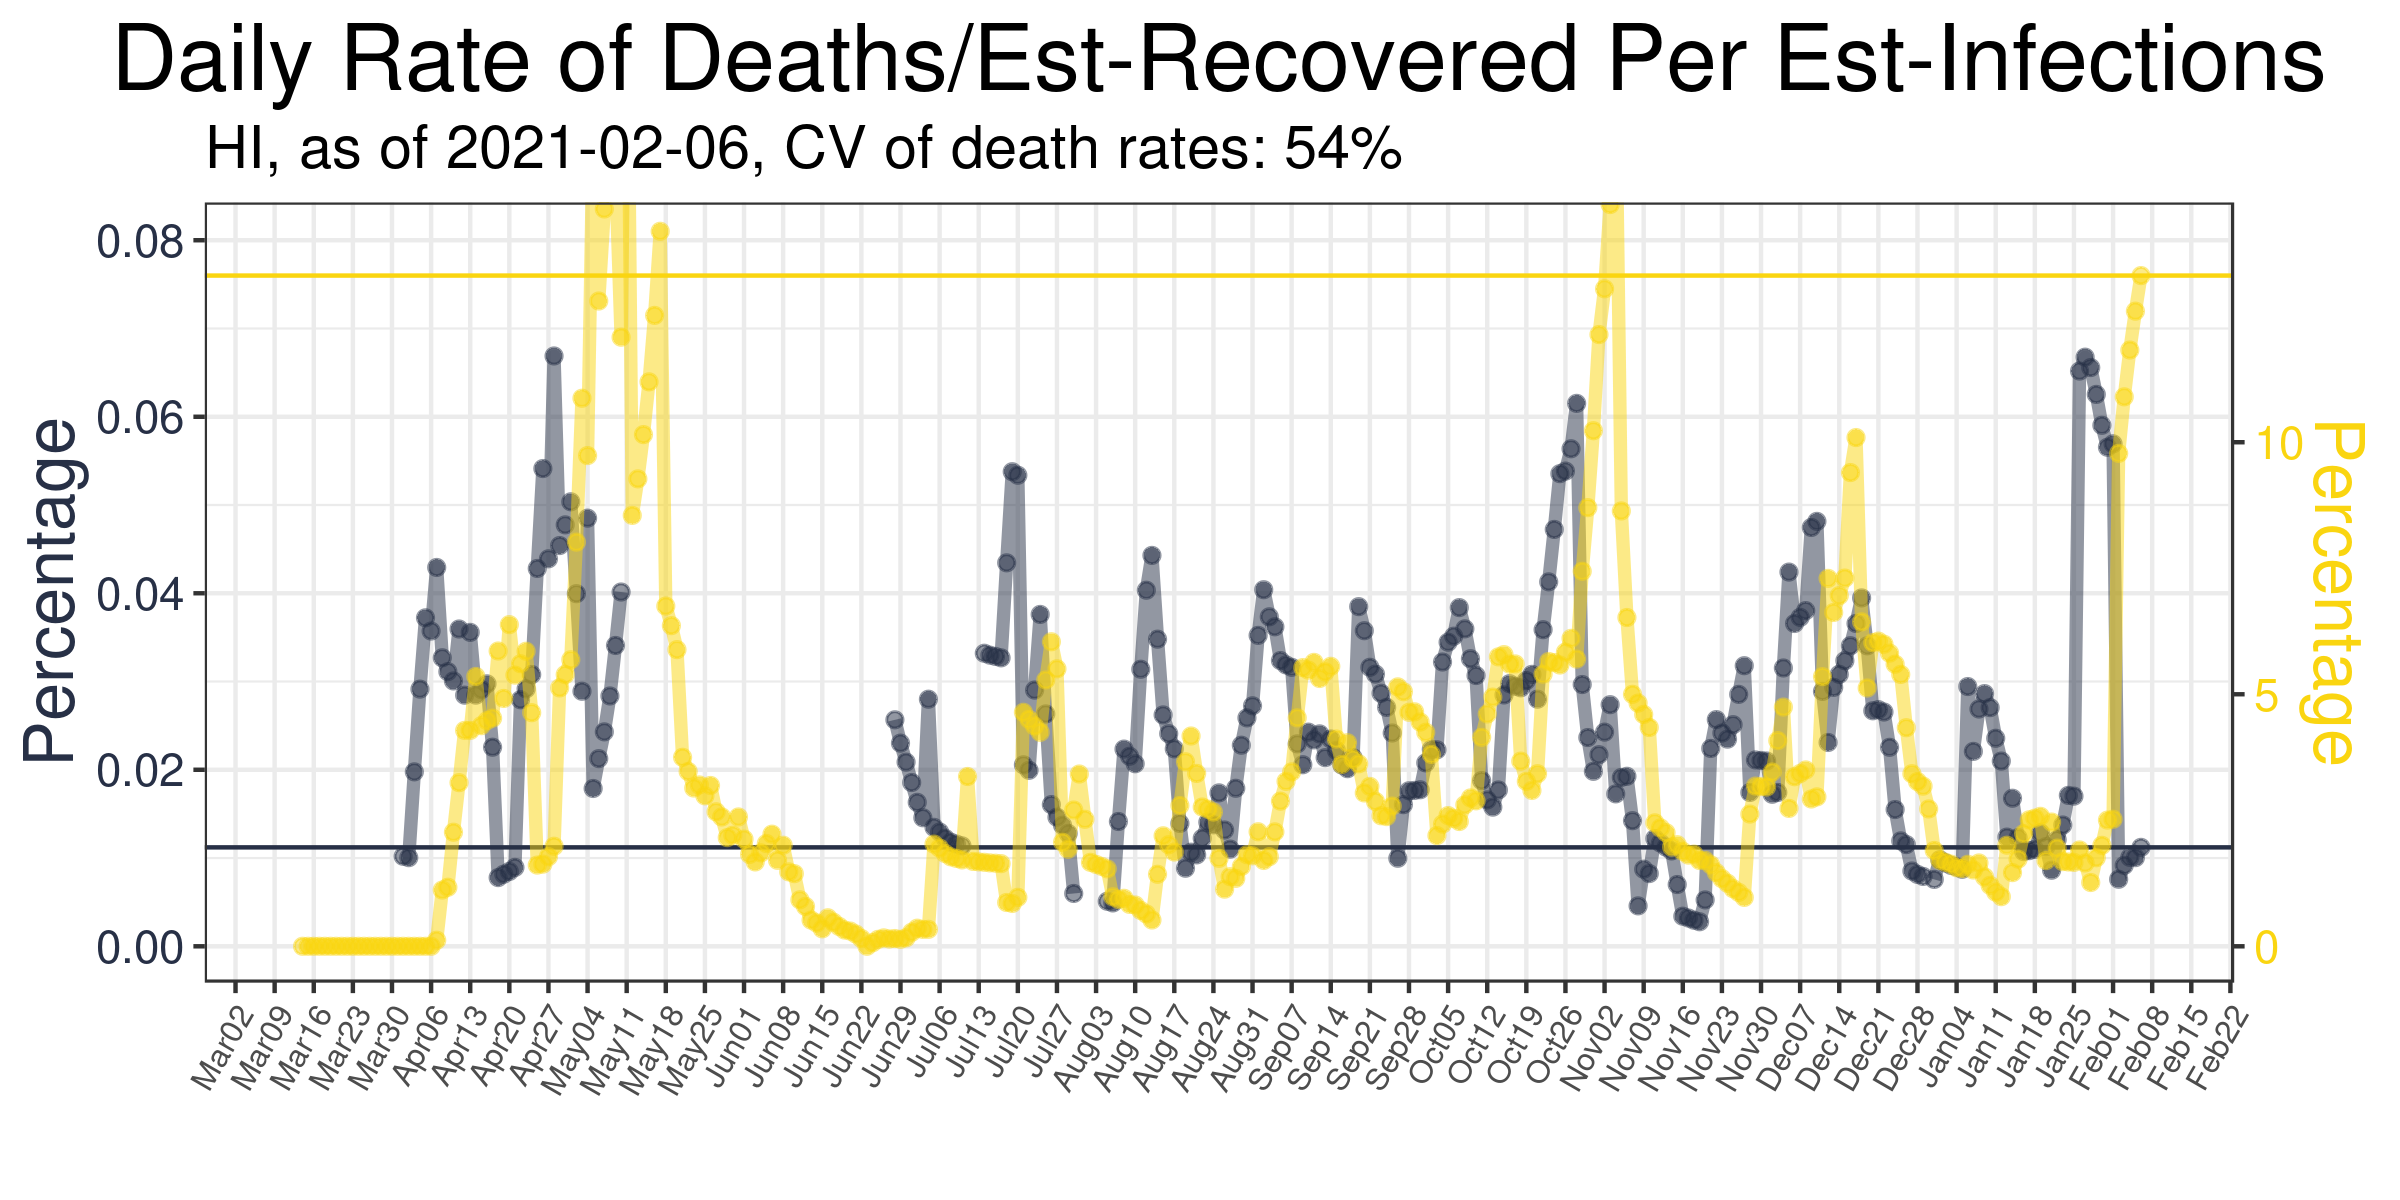 Daily Rate of Deaths/Est-Recovered Per Est-Infections
HI, as of 2021-02-06, CV of death rates: 54%
Percentage
0.08
0.06
0.04
0.02
0.00
Percentage
10
5
0
Mar02
Mar09
Mar16
Mar23
Mar30
Apr06
Apr13
Apr20
Apr27
May04
May11
May18
May25
Jun01
Jun08
Jun15
Jun22
Jun29
Jul06
Jul13
Jul20
Jul27
Aug03
Aug10
Aug17
Aug24
Aug31
Sep07
Sep14
Sep21
Sep28
Oct05
Oct12
Oct19
Oct26
Nov02
Nov09
Nov16
Nov23
Nov30
Dec07
Dec14
Dec21
Dec28
Jan04
Jan11
Jan18
Jan25
Feb01
Feb08
Feb15
Feb22